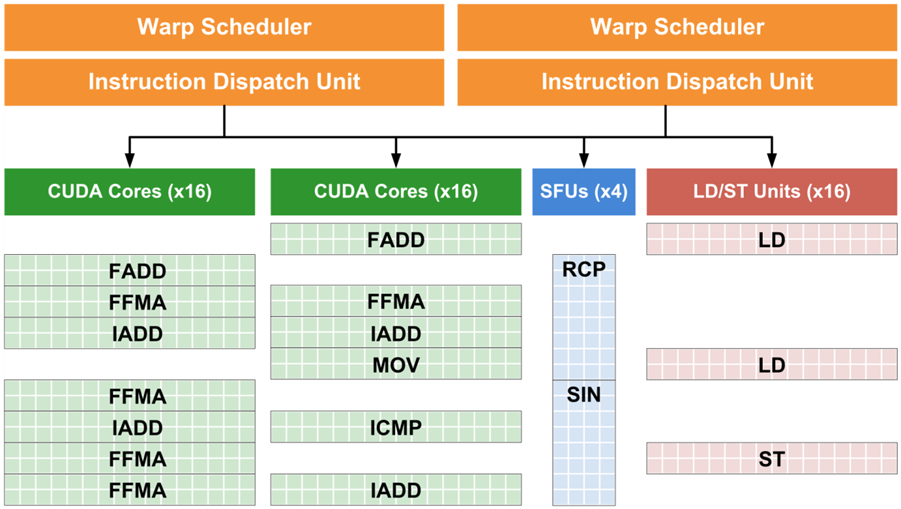 Warp Scheduler
Warp Scheduler
Instruction Dispatch Unit
Instruction Dispatch Unit
CUDA Cores (x16)
CUDA Cores (x16)
SFUs (x4)
LD/ST Units (x16)
FADD
LD
FADD
RCP
FFMA
FFMA
IADD
IADD
MOV
LD
FFMA
SIN
IADD
ICMP
FFMA
ST
FFMA
IADD